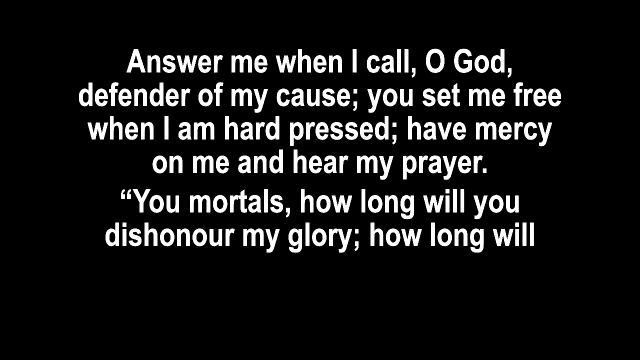 Answer me when I call, O God,
defender of my cause; you set me free
when I am hard pressed; have mercy
on me and hear my prayer.
“You mortals, how long will you
dishonour my glory; how long will